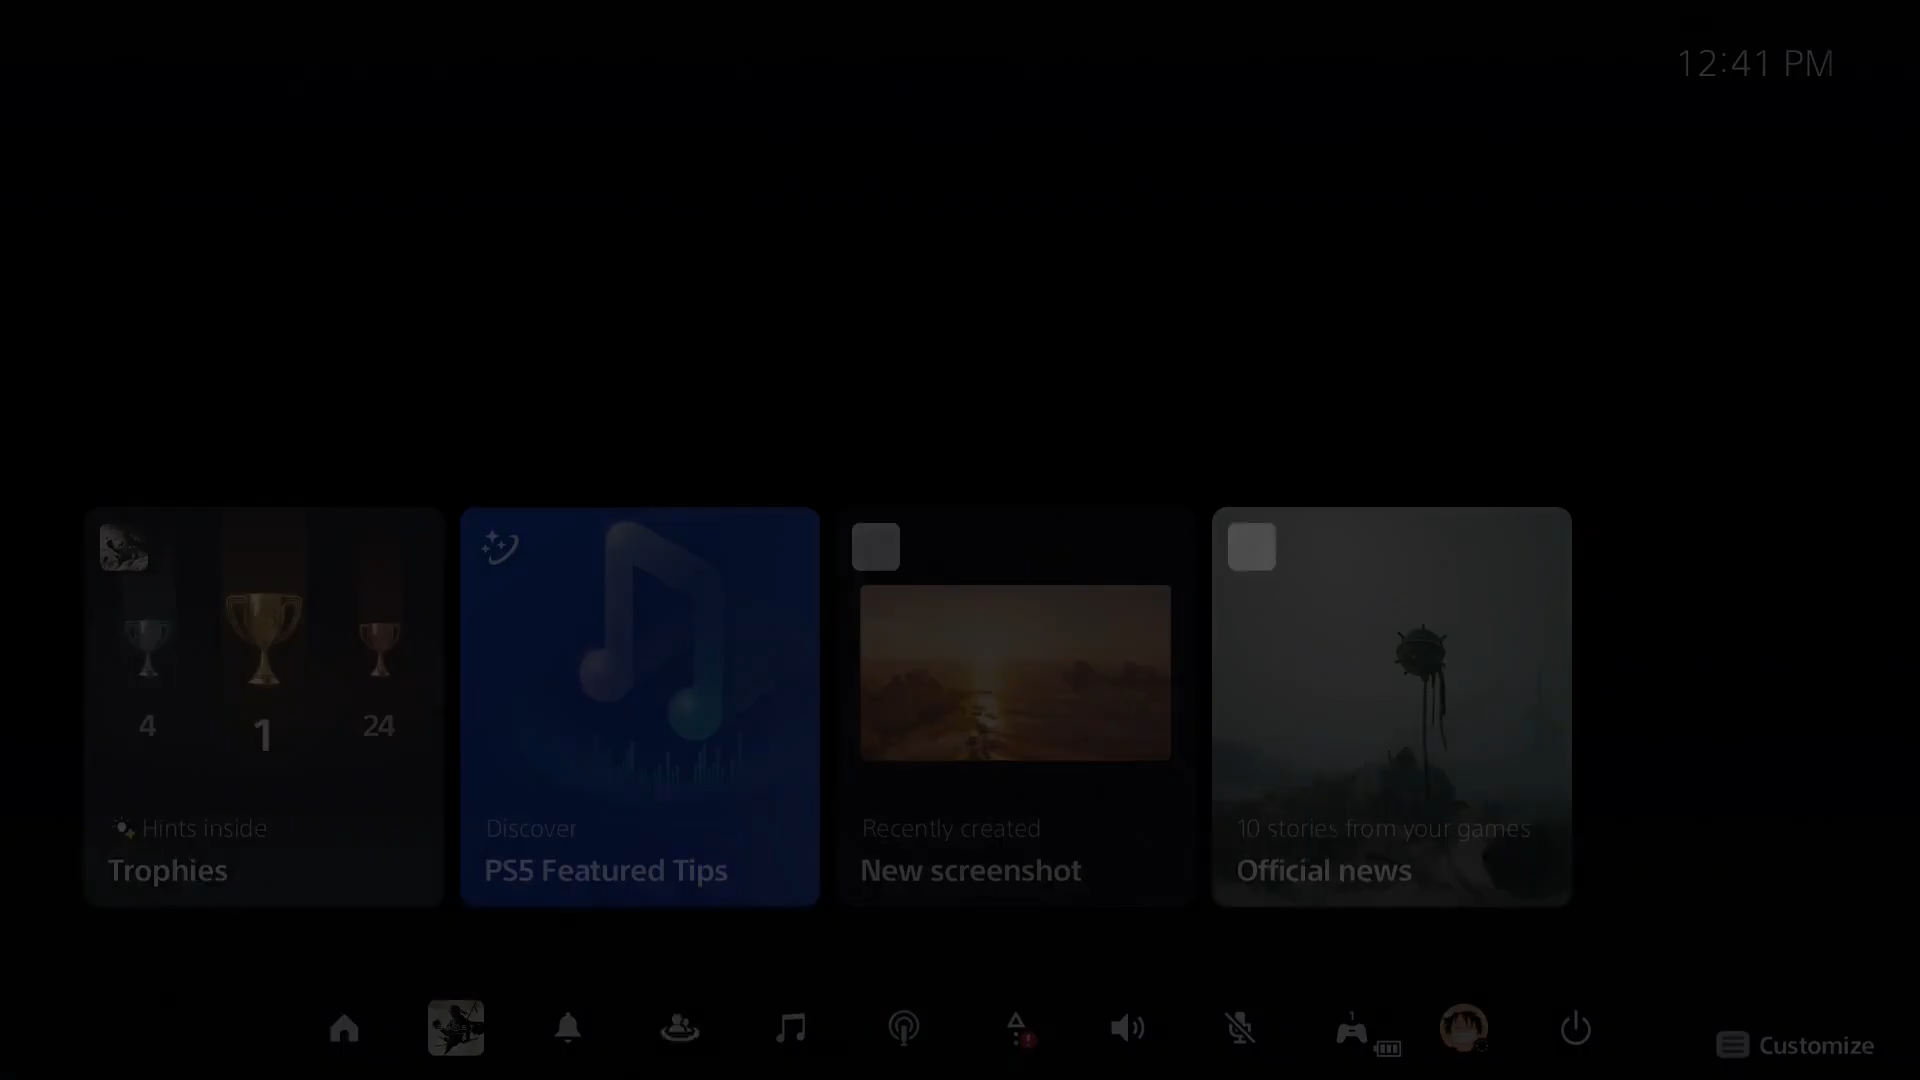 12:41 PM
4
1
24
Hints inside
Trophies
Discover
PS5 Featured Tips
Recently created
New screenshot
10 stories from your games
Official news
1
Customize